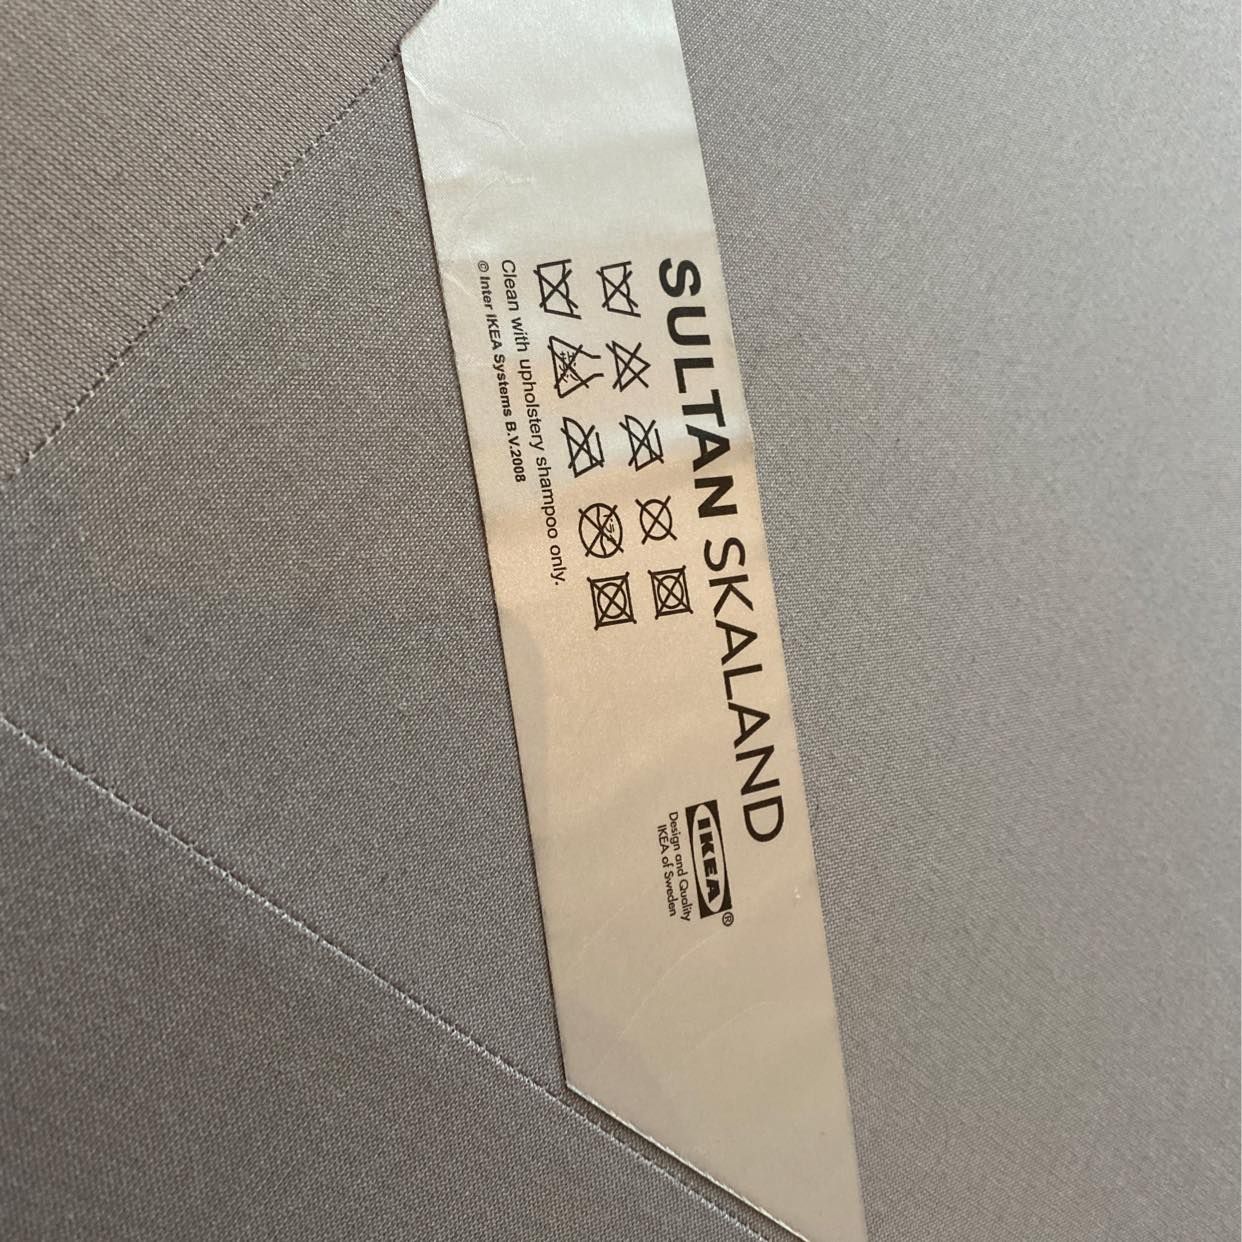 SULTAN SKALAND
Clean with upholstery shampoo only.
© Inter IKEA Systems B.V.2008
IKEA®
Design and Quality
IKEA of Sweden